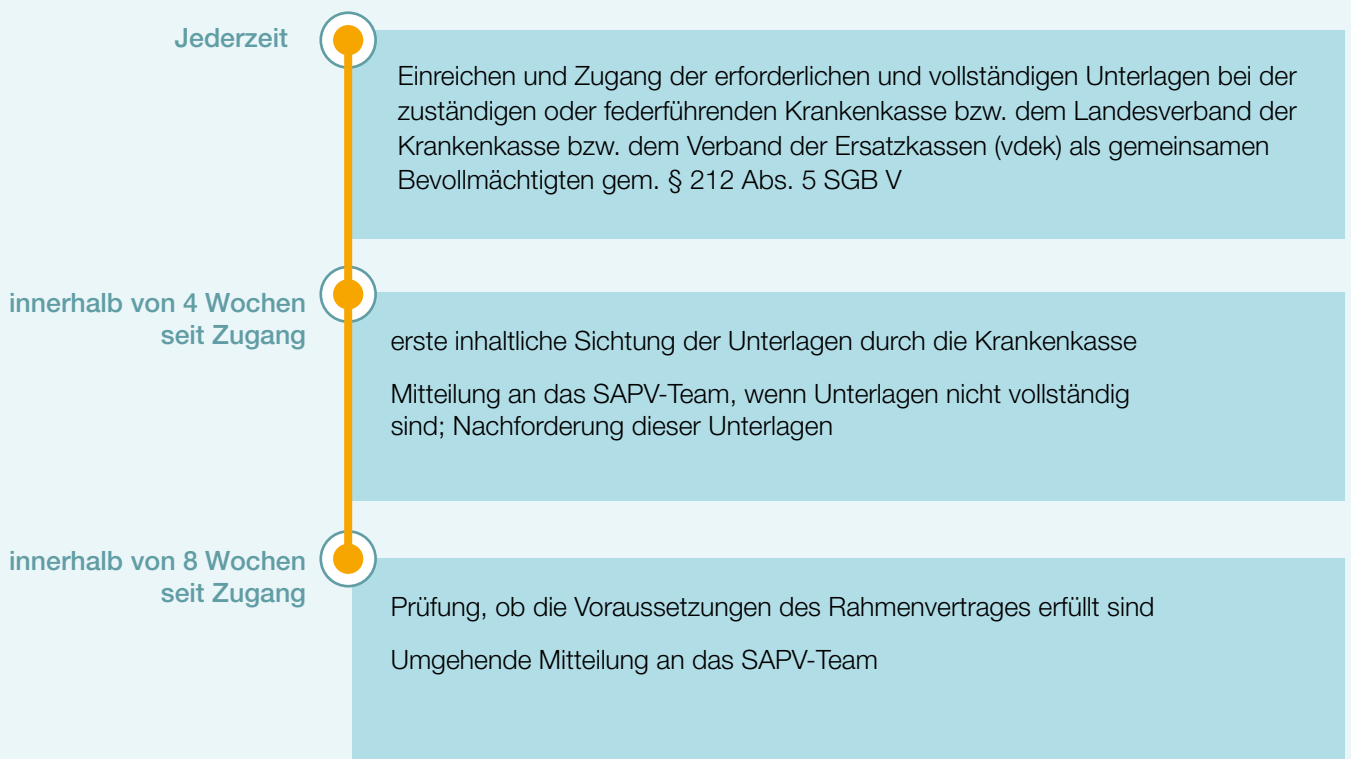 Jederzeit
Einreichen und Zugang der erforderlichen und vollständigen Unterlagen bei der
zuständigen oder federführenden Krankenkasse bzw. dem Landesverband der
Krankenkasse bzw. dem Verband der Ersatzkassen (vdek) als gemeinsamen
Bevollmächtigten gem. § 212 Abs. 5 SGB V
innerhalb von 4 Wochen
seit Zugang
erste inhaltliche Sichtung der Unterlagen durch die Krankenkasse
Mitteilung an das SAPV-Team, wenn Unterlagen nicht vollständig
sind; Nachforderung dieser Unterlagen
innerhalb von 8 Wochen
seit Zugang
Prüfung, ob die Voraussetzungen des Rahmenvertrages erfüllt sind
Umgehende Mitteilung an das SAPV-Team